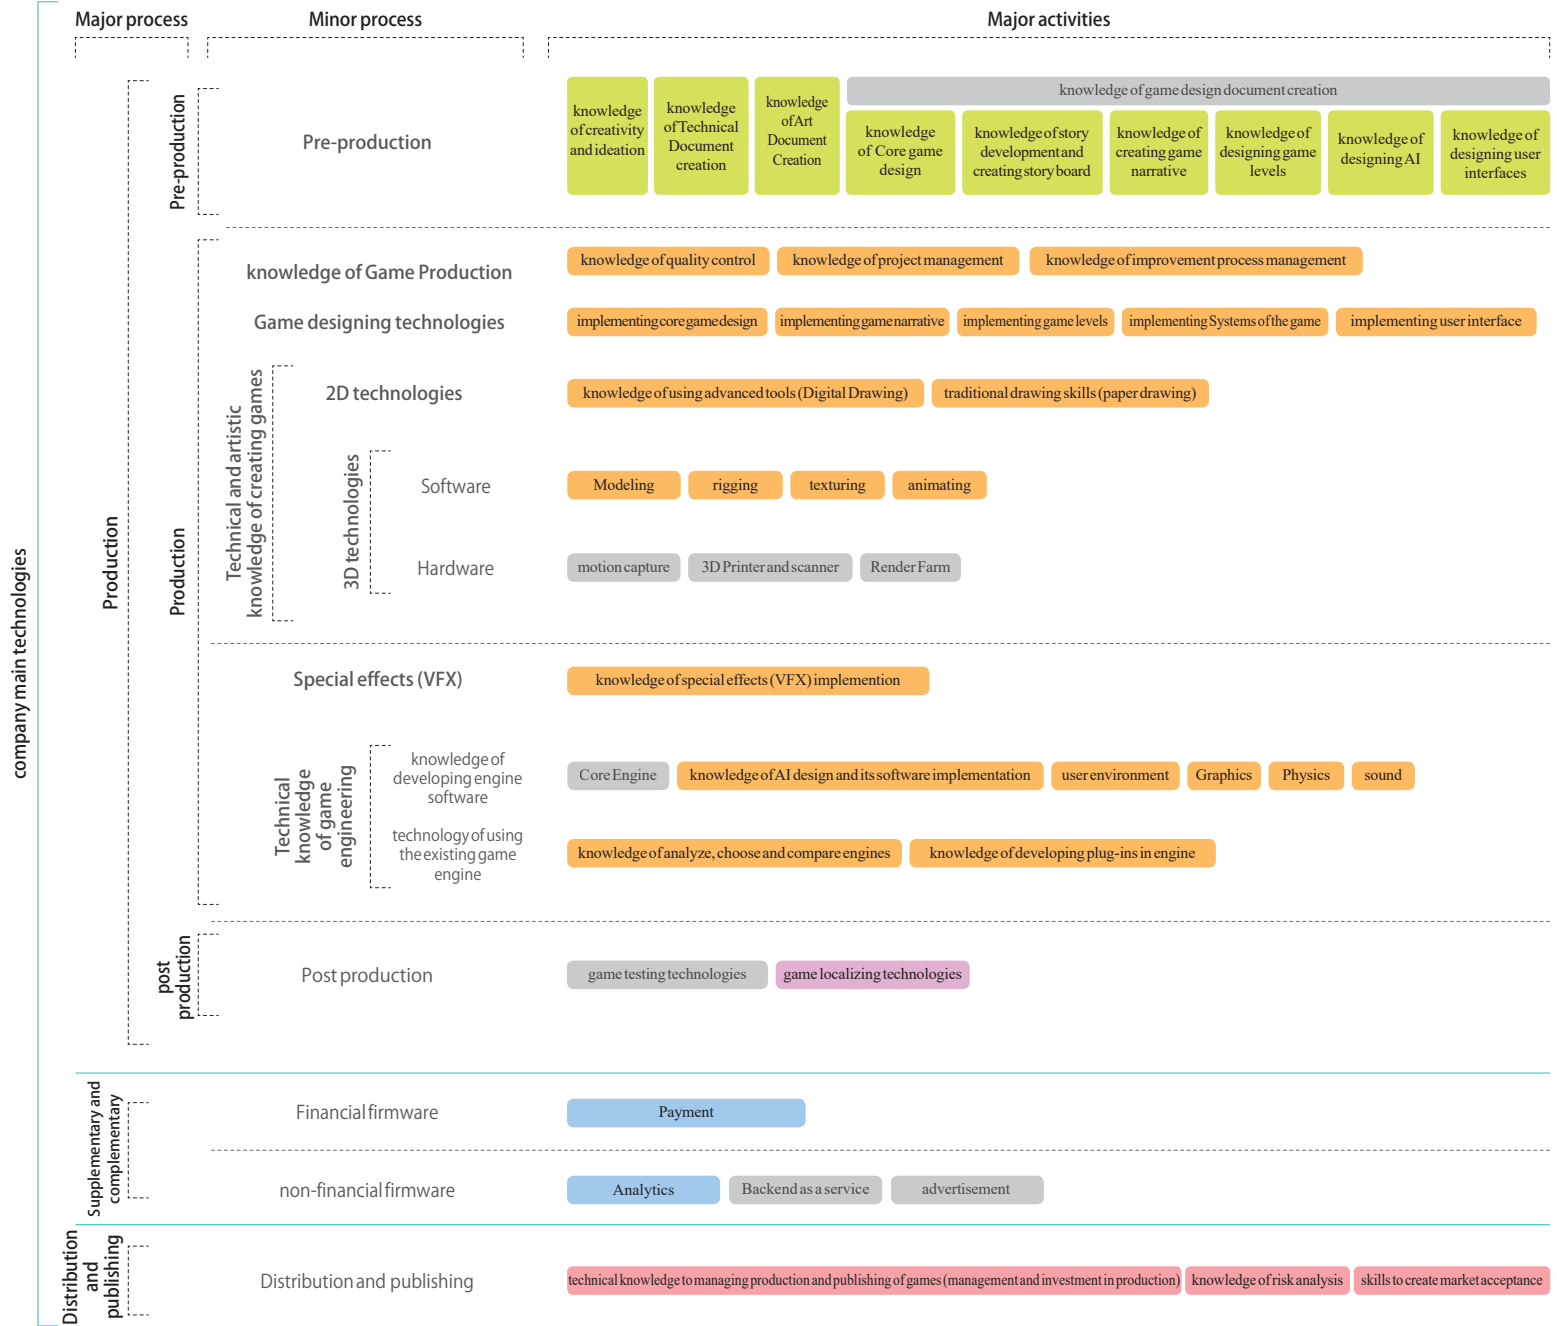 Major process
Minor process
Major activities
company main technologies
Production
Pre-production
Pre-production
knowledge
of creativity
and ideation
knowledge
of Technical
Document
creation
knowledge
of Art
Document
Creation
knowledge of game design document creation
knowledge
of Core game
design
knowledge of story
development and
creating story board
knowledge of
creating game
narrative
knowledge of
designing game
levels
knowledge of
designing AI
knowledge of
designing user
interfaces
Production
knowledge of Game Production
knowledge of quality control
knowledge of project management
knowledge of improvement process management
Game designing technologies
implementing core game design
implementing game narrative
implementing game levels
implementing Systems of the game
implementing user interface
Technical and artistic
knowledge of creating games
2D technologies
knowledge of using advanced tools (Digital Drawing)
traditional drawing skills (paper drawing)
3D technologies
Software
Modeling
rigging
texturing
animating
Hardware
motion capture
3D Printer and scanner
Render Farm
Special effects (VFX)
knowledge of special effects (VFX) implemention
Technical
knowledge
of game
engineering
knowledge of
developing engine
software
Core Engine
knowledge of AI design and its software implementation
user environment
Graphics
Physics
sound
technology of using
the existing game
engine
knowledge of analyze, choose and compare engines
knowledge of developing plug-ins in engine
post
production
Post production
game testing technologies
game localizing technologies
Supplementary and
complementary
Financial firmware
Payment
non-financial firmware
Analytics
Backend as a service
advertisement
Distribution
and
publishing
Distribution and publishing
technical knowledge to managing production and publishing of games (management and investment in production)
knowledge of risk analysis
skills to create market acceptance